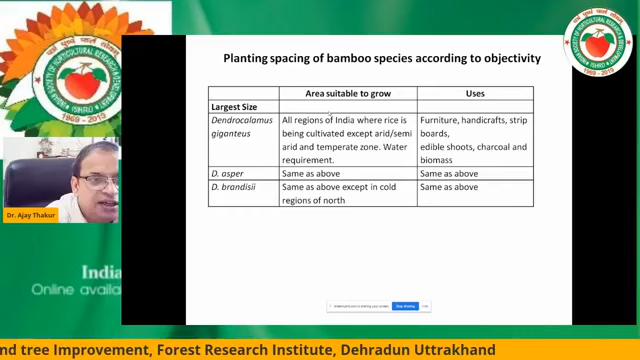 Planting spacing of bamboo species according to objectivity
Area suitable to grow
Uses
Largest Size
Dendrocalamus
giganteus
All regions of India where rice is
being cultivated except arid/semi
arid and temperate zone. Water
requirement.
Furniture, handicrafts, strip
boards,
edible shoots, charcoal and
biomass
D. asper
Same as above
Same as above
D. brandisii
Same as above except in cold
regions of north
Same as above
Dr. Ajay Thakur
India
Online availa
Stop sharing
Hide
1969 - 2019
1969 - 2019
nd tree Improvement, Forest Research Institute, Dehradun Uttrakhand